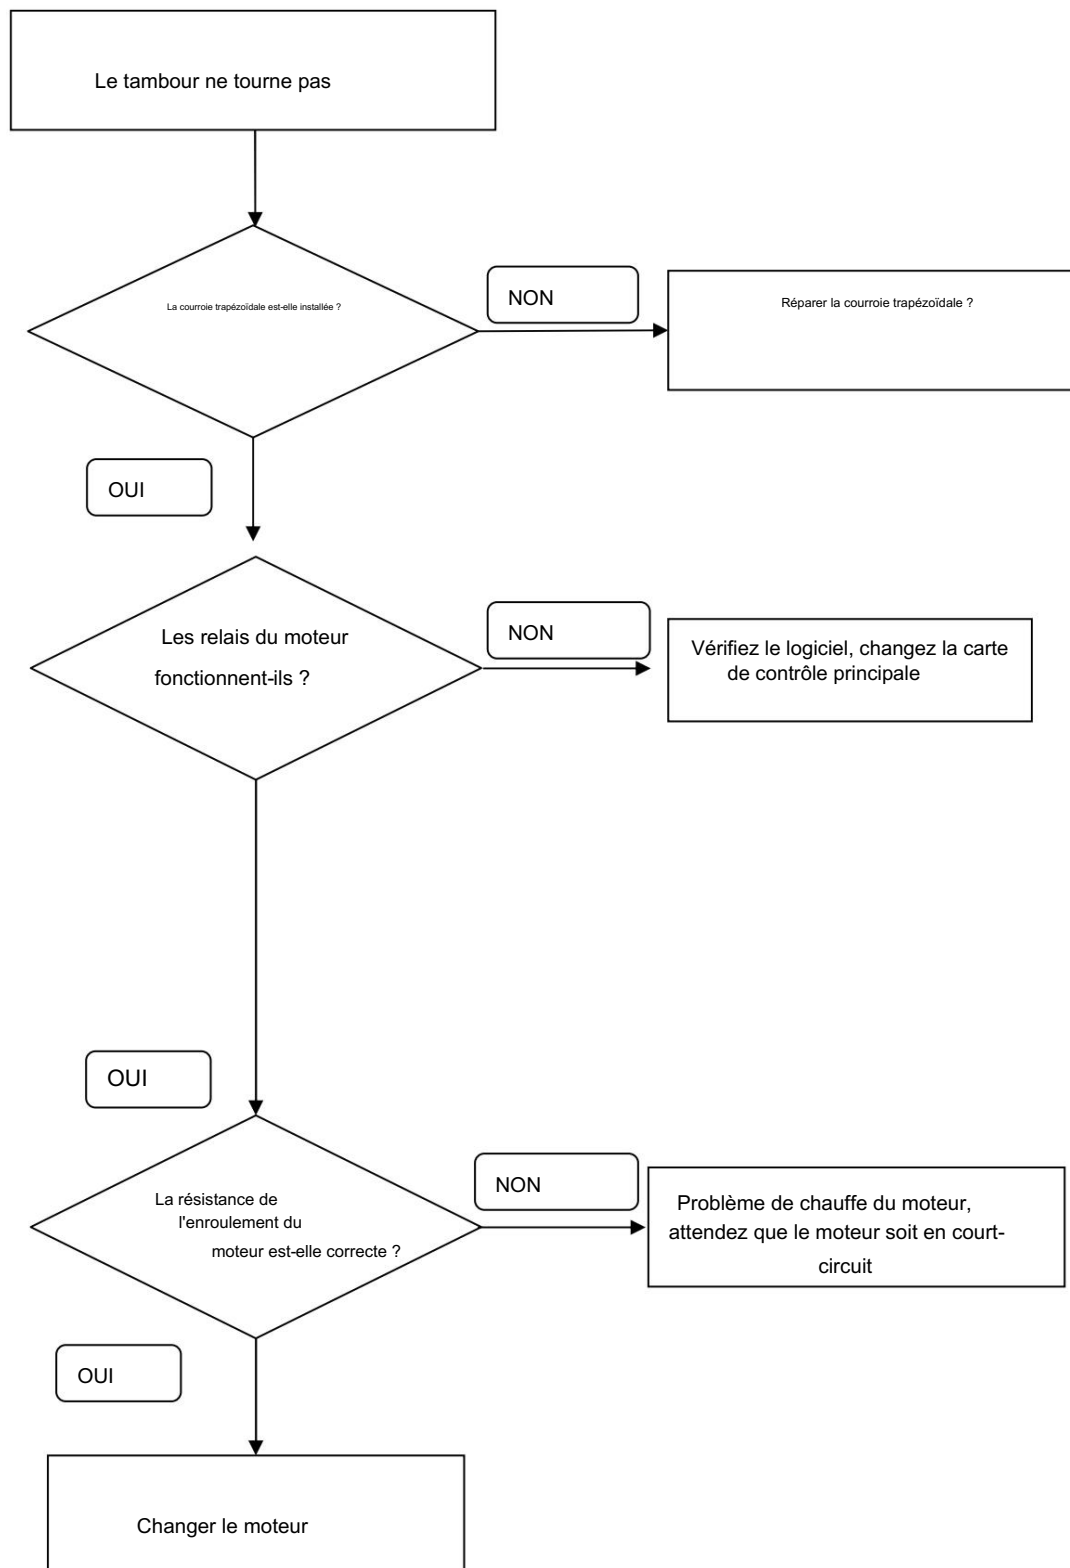 Le tambour ne tourne pas
La courroie trapézoïdale est-elle installée ?
NON
Réparer la courroie trapézoïdale ?
OUI
Les relais du moteur
fonctionnent-ils ?
NON
Vérifiez le logiciel, changez la carte
de contrôle principale
OUI
La résistance de
l'enroulement du
moteur est-elle correcte ?
NON
Problème de chauffe du moteur,
attendez que le moteur soit en court-
circuit
OUI
Changer le moteur